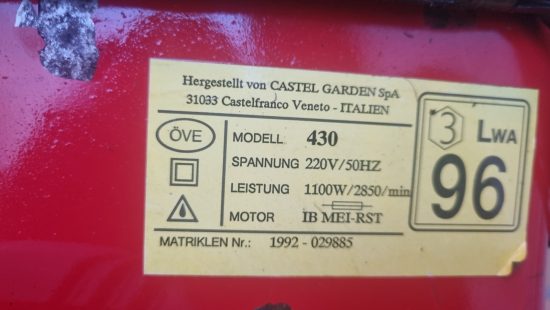 Hergestellt von CASTEL GARDEN SpA
31033 Castelfranco Veneto - ITALIEN
ÖVE
MODELL 430
SPANNUNG 220V/50HZ
LEISTUNG 1100W/2850/min
MOTOR IB MEI-RST
MATRIKLEN Nr.: 1992 - 029885
3 LWA
96